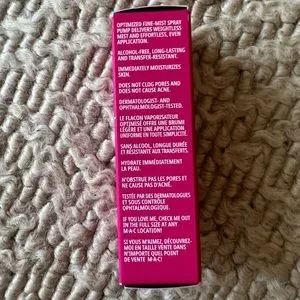 OPTIMIZED FINE-MIST SPRAY
PUMP DELIVERS WEIGHTLESS
MIST AND EFFORTLESS, EVEN
APPLICATION.
ALCOHOL-FREE, LONG-LASTING
AND TRANSFER-RESISTANT.
IMMEDIATELY MOISTURIZES
SKIN.
DOES NOT CLOG PORES AND
DOES NOT CAUSE ACNE.
DERMATOLOGIST- AND
OPHTHALMOLOGIST-TESTED.
LE FLACON VAPORISATEUR
OPTIMISÉ OFFRE UNE BRUME
LÉGÈRE ET UNE APPLICATION
UNIFORME EN TOUTE SIMPLICITÉ.
SANS ALCOOL, LONGUE DURÉE
ET RÉSISTANTE AUX TRANSFERTS.
HYDRATE IMMÉDIATEMENT
LA PEAU.
N'OBSTRUE PAS LES PORES ET
NE CAUSE PAS D'ACNÉ.
TESTÉE PAR DES DERMATOLOGUES
ET SOUS CONTRÔLE
OPHTALMOLOGIQUE.
IF YOU LOVE ME, CHECK ME OUT
IN THE FULL SIZE AT ANY
M·A·C LOCATION!
SI VOUS M'AIMEZ, DÉCOUVREZ-
MOI EN TAILLE VENTE DANS
N'IMPORTE QUEL POINT
DE VENTE M·A·C!